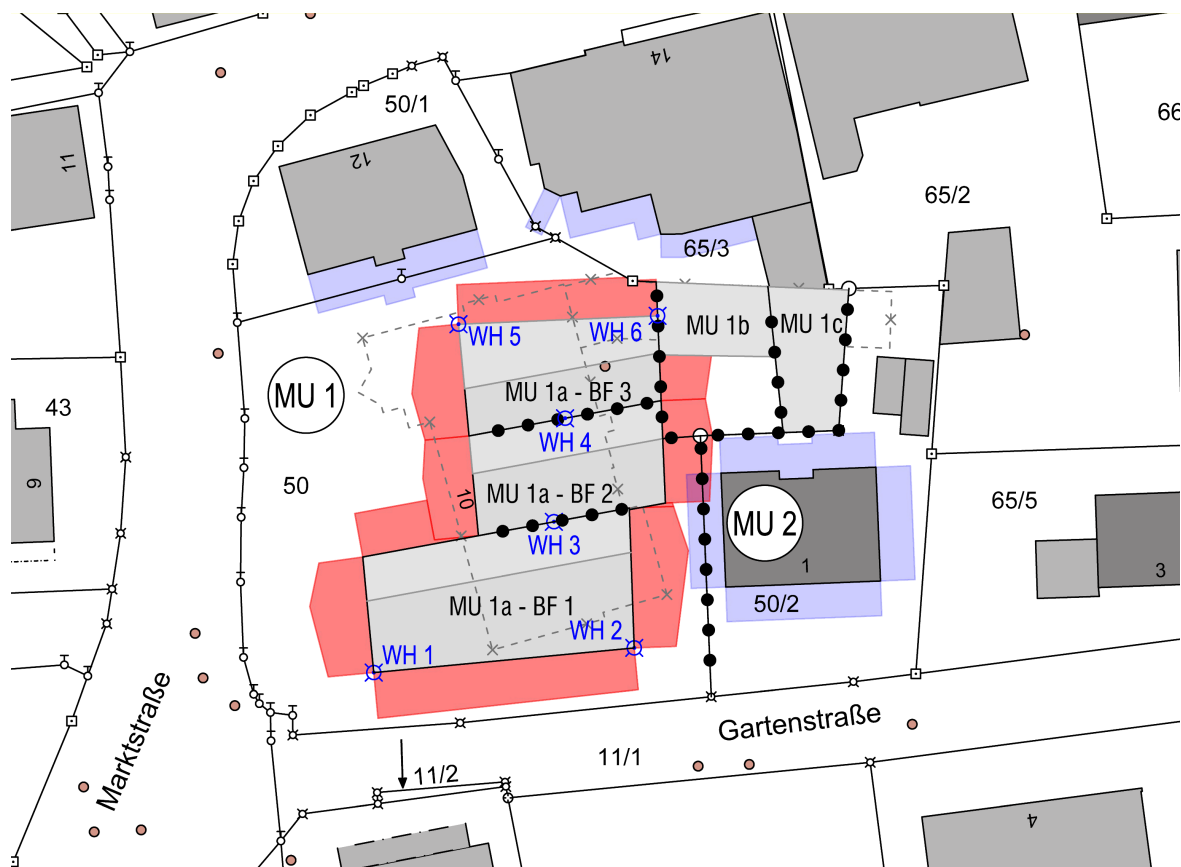 14
50/1
12
11
66
65/2
65/3
MU 1b
MU 1c
WH 5
WH 6
MU 1
MU 1a - BF 3
43
WH 4
50
10
MU 1a - BF 2
9
65/5
MU 2
WH 3
1
3
50/2
MU 1a - BF 1
WH 2
WH 1
Marktstraße
Gartenstraße
11/1
11/2
4